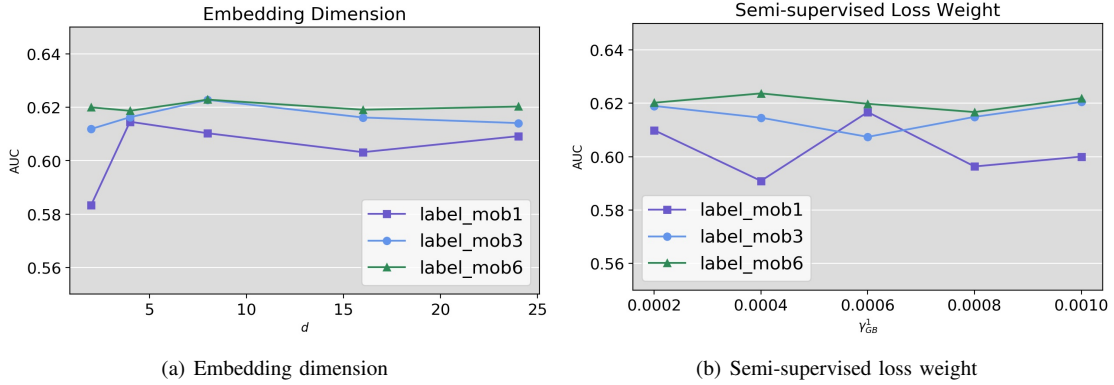 Embedding Dimension
0.64
0.62
0.60
0.58
0.56
AUC
label_mob1
label_mob3
label_mob6
5
10
15
20
25
d
(a) Embedding dimension
Semi-supervised Loss Weight
0.64
0.62
0.60
0.58
0.56
AUC
label_mob1
label_mob3
label_mob6
0.0002
0.0004
0.0006
0.0008
0.0010
γ¹GB
(b) Semi-supervised loss weight